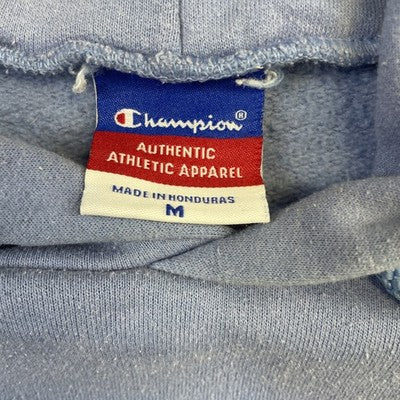 Champion®
AUTHENTIC
ATHLETIC APPAREL
MADE IN HONDURAS
M